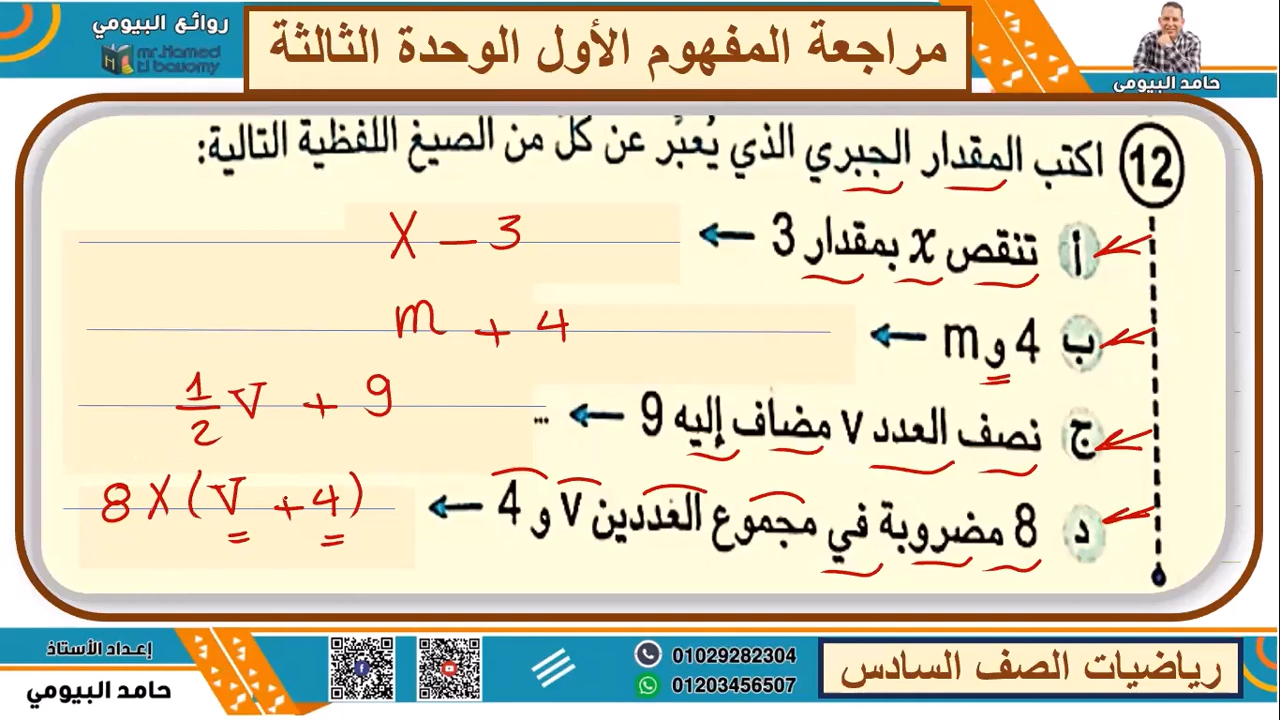 روائع البيومي
mr.Hamed
El baoumy
مراجعة المفهوم الأول الوحدة الثالثة
حامد البيومى
12 اكتب المقدار الجبري الذي يُعبِّر عن كلٍّ من الصيغ اللفظية التالية:
أ تنقص x بمقدار 3 ← X - 3
ب 4 و m ← m + 4
ج نصف العدد v مضاف إليه 9 ← ... 1/2 V + 9
د 8 مضروبة في مجموع العددين v و 4 ← 8 X (V + 4)
إعداد الأستاذ
حامد البيومي
01029282304
01203456507
رياضيات الصف السادس